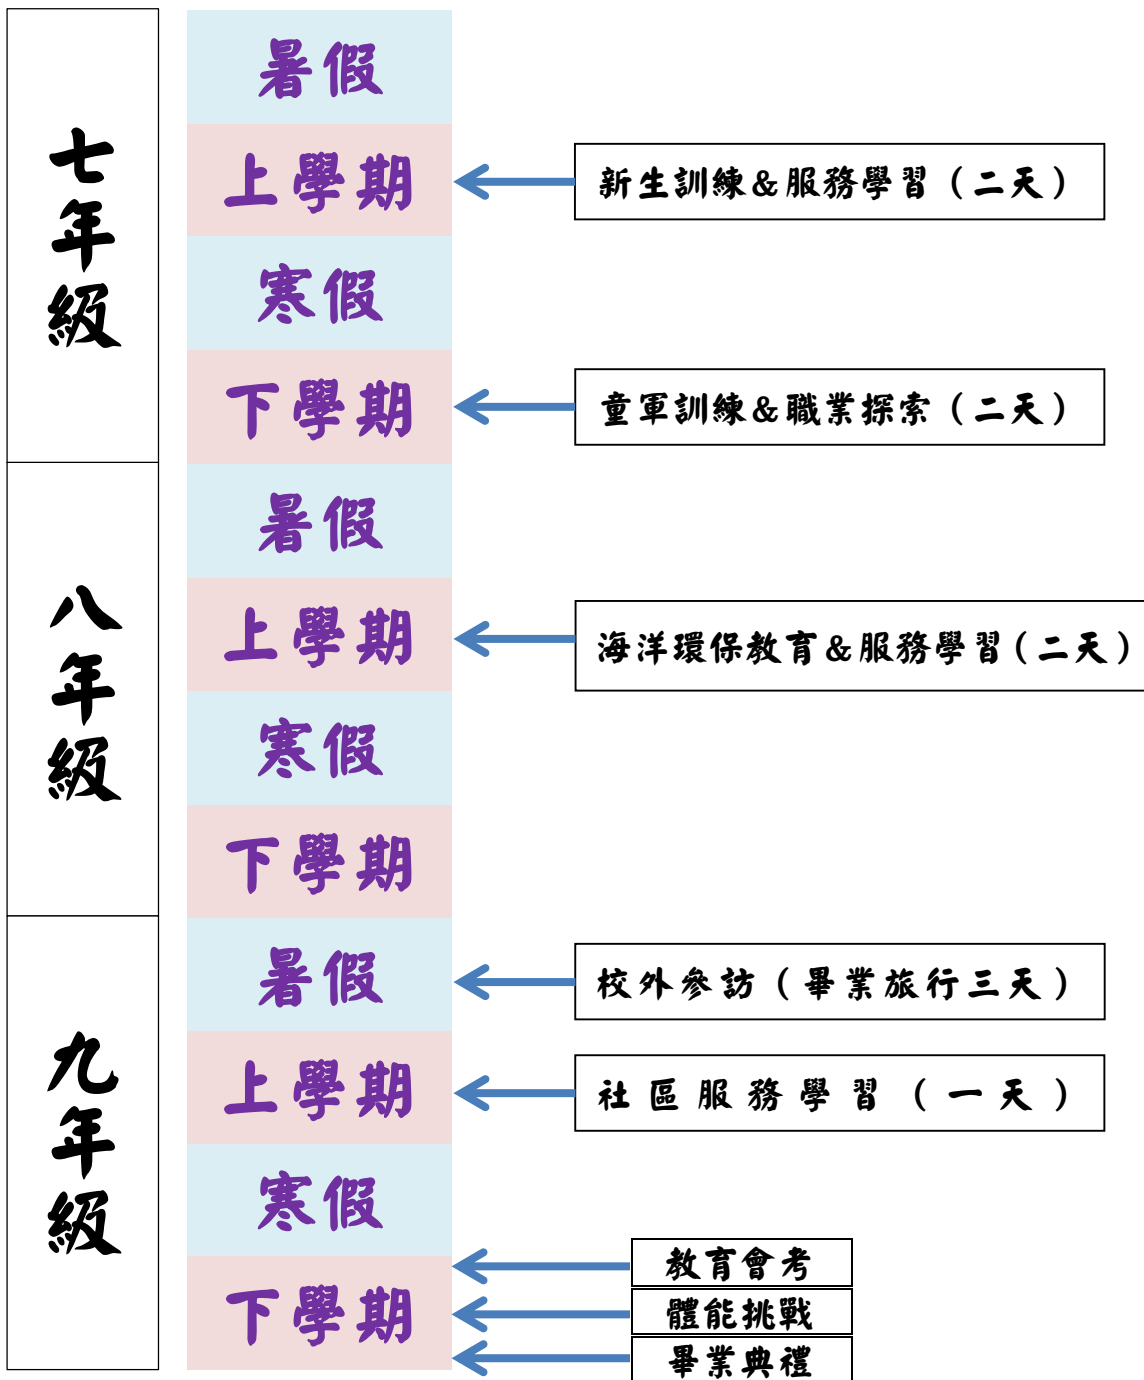 七年級
暑假
上學期
新生訓練&服務學習（二天）
寒假
下學期
童軍訓練&職業探索（二天）
八年級
暑假
上學期
海洋環保教育&服務學習（二天）
寒假
下學期
九年級
暑假
校外參訪（畢業旅行三天）
上學期
社區服務學習（一天）
寒假
下學期
教育會考
體能挑戰
畢業典禮